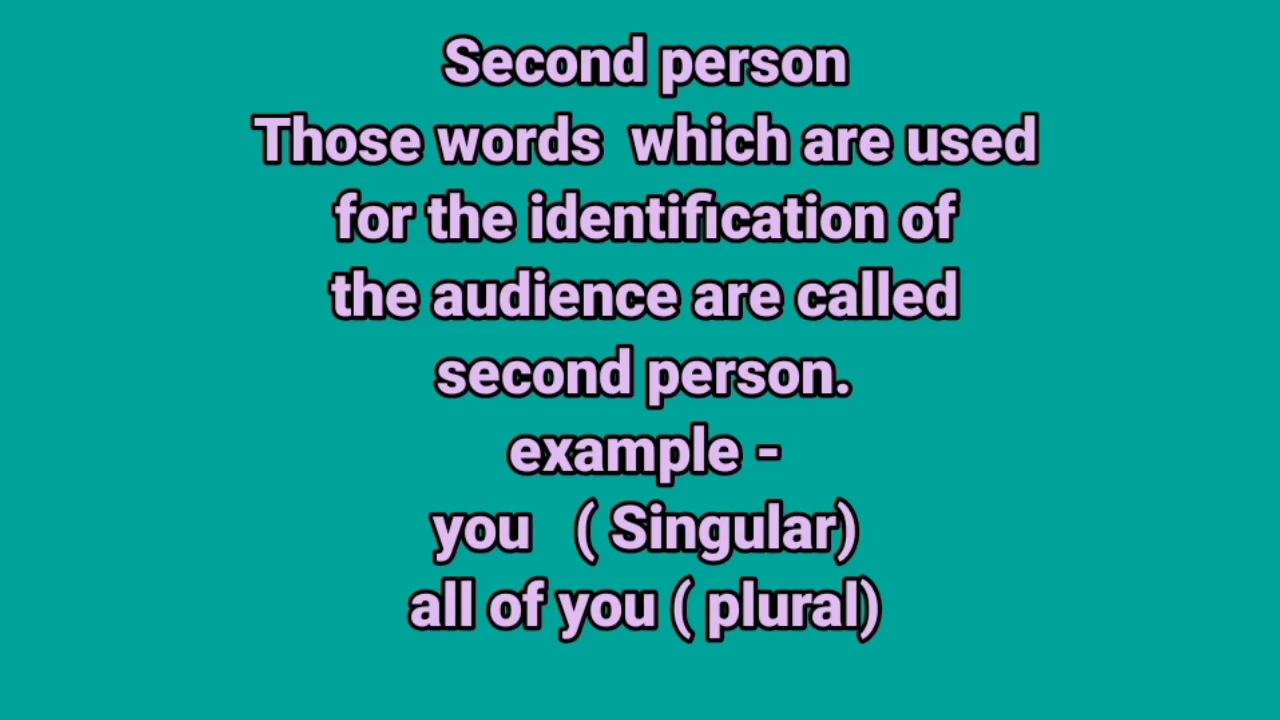 Second person
Those words  which are used
for the identification of
the audience are called
second person.
example -
you   ( Singular)
all of you ( plural)